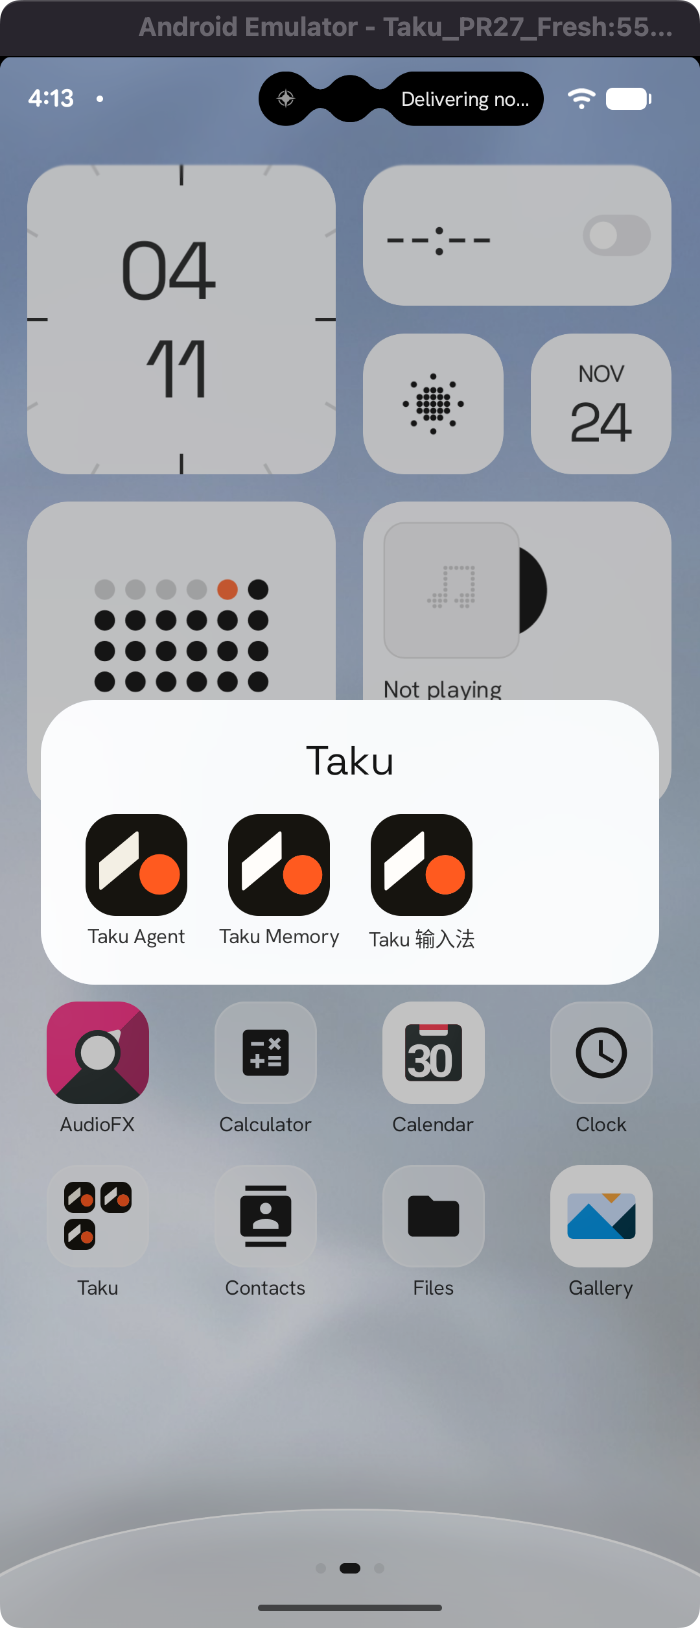 Android Emulator - Taku_PR27_Fresh:55...
4:13
Delivering no...
04
11
--:--
NOV
24
Not playing
Taku
Taku Agent
Taku Memory
Taku 输入法
AudioFX
Calculator
30
Calendar
Clock
Taku
Contacts
Files
Gallery